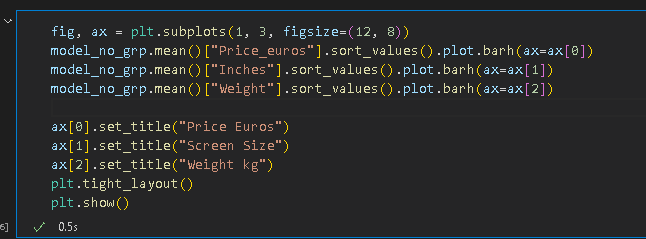 fig, ax = plt.subplots(1, 3, figsize=(12, 8))
model_no_grp.mean()["Price_euros"].sort_values().plot.barh(ax=ax[0])
model_no_grp.mean()["Inches"].sort_values().plot.barh(ax=ax[1])
model_no_grp.mean()["Weight"].sort_values().plot.barh(ax=ax[2])
ax[0].set_title("Price Euros")
ax[1].set_title("Screen Size")
ax[2].set_title("Weight kg")
plt.tight_layout()
plt.show()
✓ 0.5s